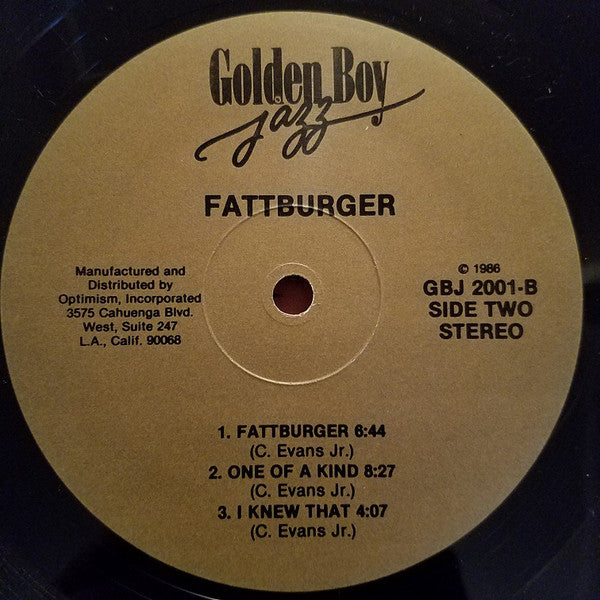 Golden Boy
jazz
FATTBURGER
Manufactured and
Distributed by
Optimism, Incorporated
3575 Cahuenga Blvd.
West, Suite 247
L.A., Calif. 90068
© 1986
GBJ 2001-B
SIDE TWO
STEREO
1. FATTBURGER 6:44
(C. Evans Jr.)
2. ONE OF A KIND 8:27
(C. Evans Jr.)
3. I KNEW THAT 4:07
(C. Evans Jr.)